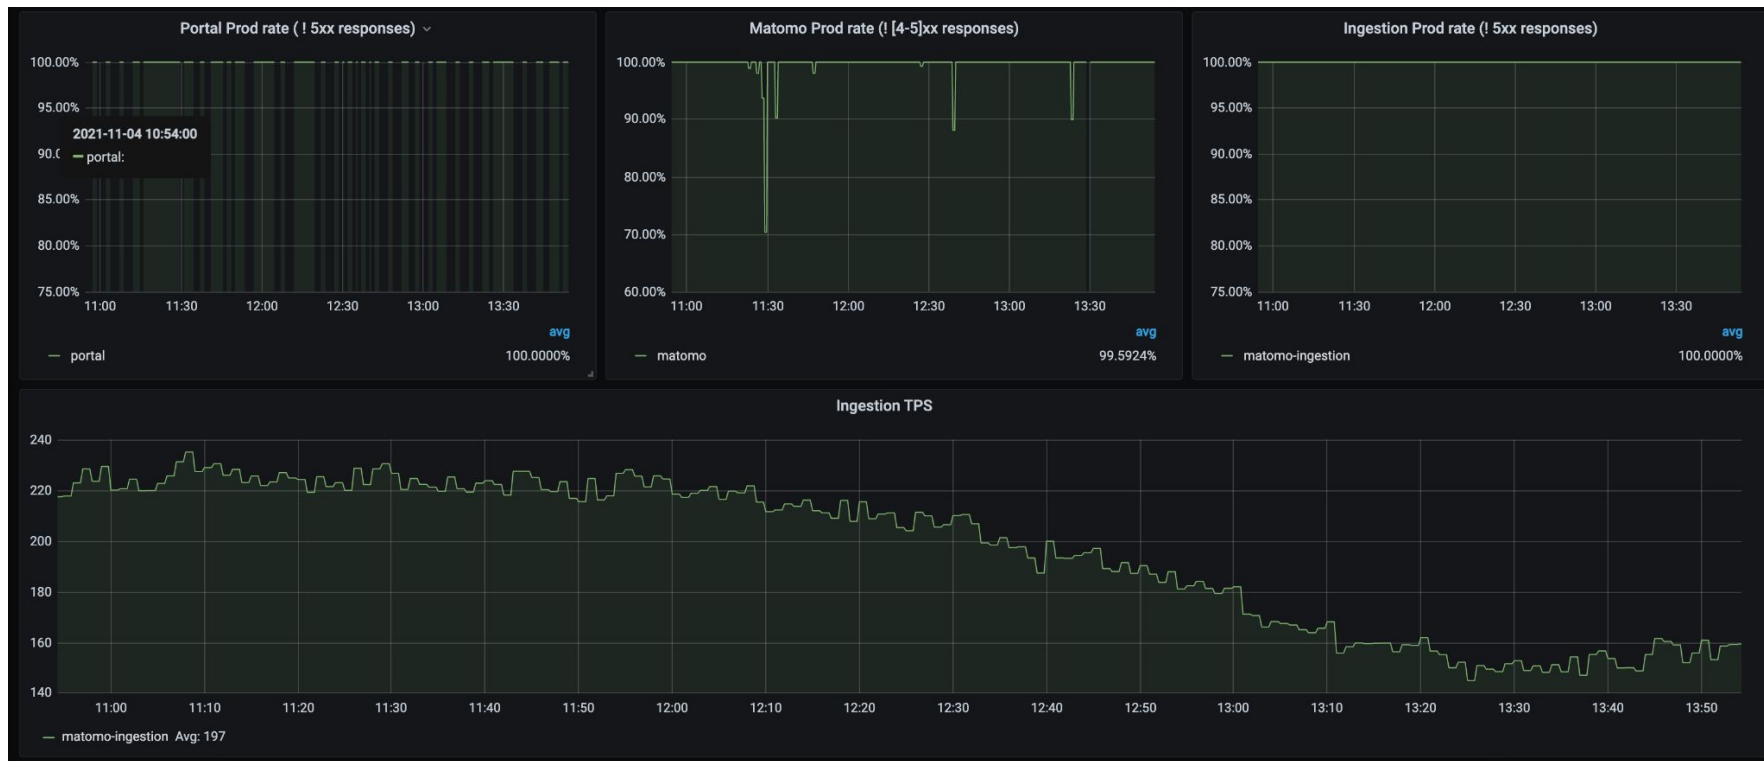 Portal Prod rate ( ! 5xx responses)
100.00%
95.00%
90.0
85.00%
80.00%
75.00%
2021-11-04 10:54:00
portal:
11:00 11:30 12:00 12:30 13:00 13:30
avg
portal 100.0000%
Matomo Prod rate (! [4-5]xx responses)
100.00%
90.00%
80.00%
70.00%
60.00%
11:00 11:30 12:00 12:30 13:00 13:30
avg
matomo 99.5924%
Ingestion Prod rate (! 5xx responses)
100.00%
95.00%
90.00%
85.00%
80.00%
75.00%
11:00 11:30 12:00 12:30 13:00 13:30
avg
matomo-ingestion 100.0000%
Ingestion TPS
240
220
200
180
160
140
11:00 11:10 11:20 11:30 11:40 11:50 12:00 12:10 12:20 12:30 12:40 12:50 13:00 13:10 13:20 13:30 13:40 13:50
matomo-ingestion Avg: 197